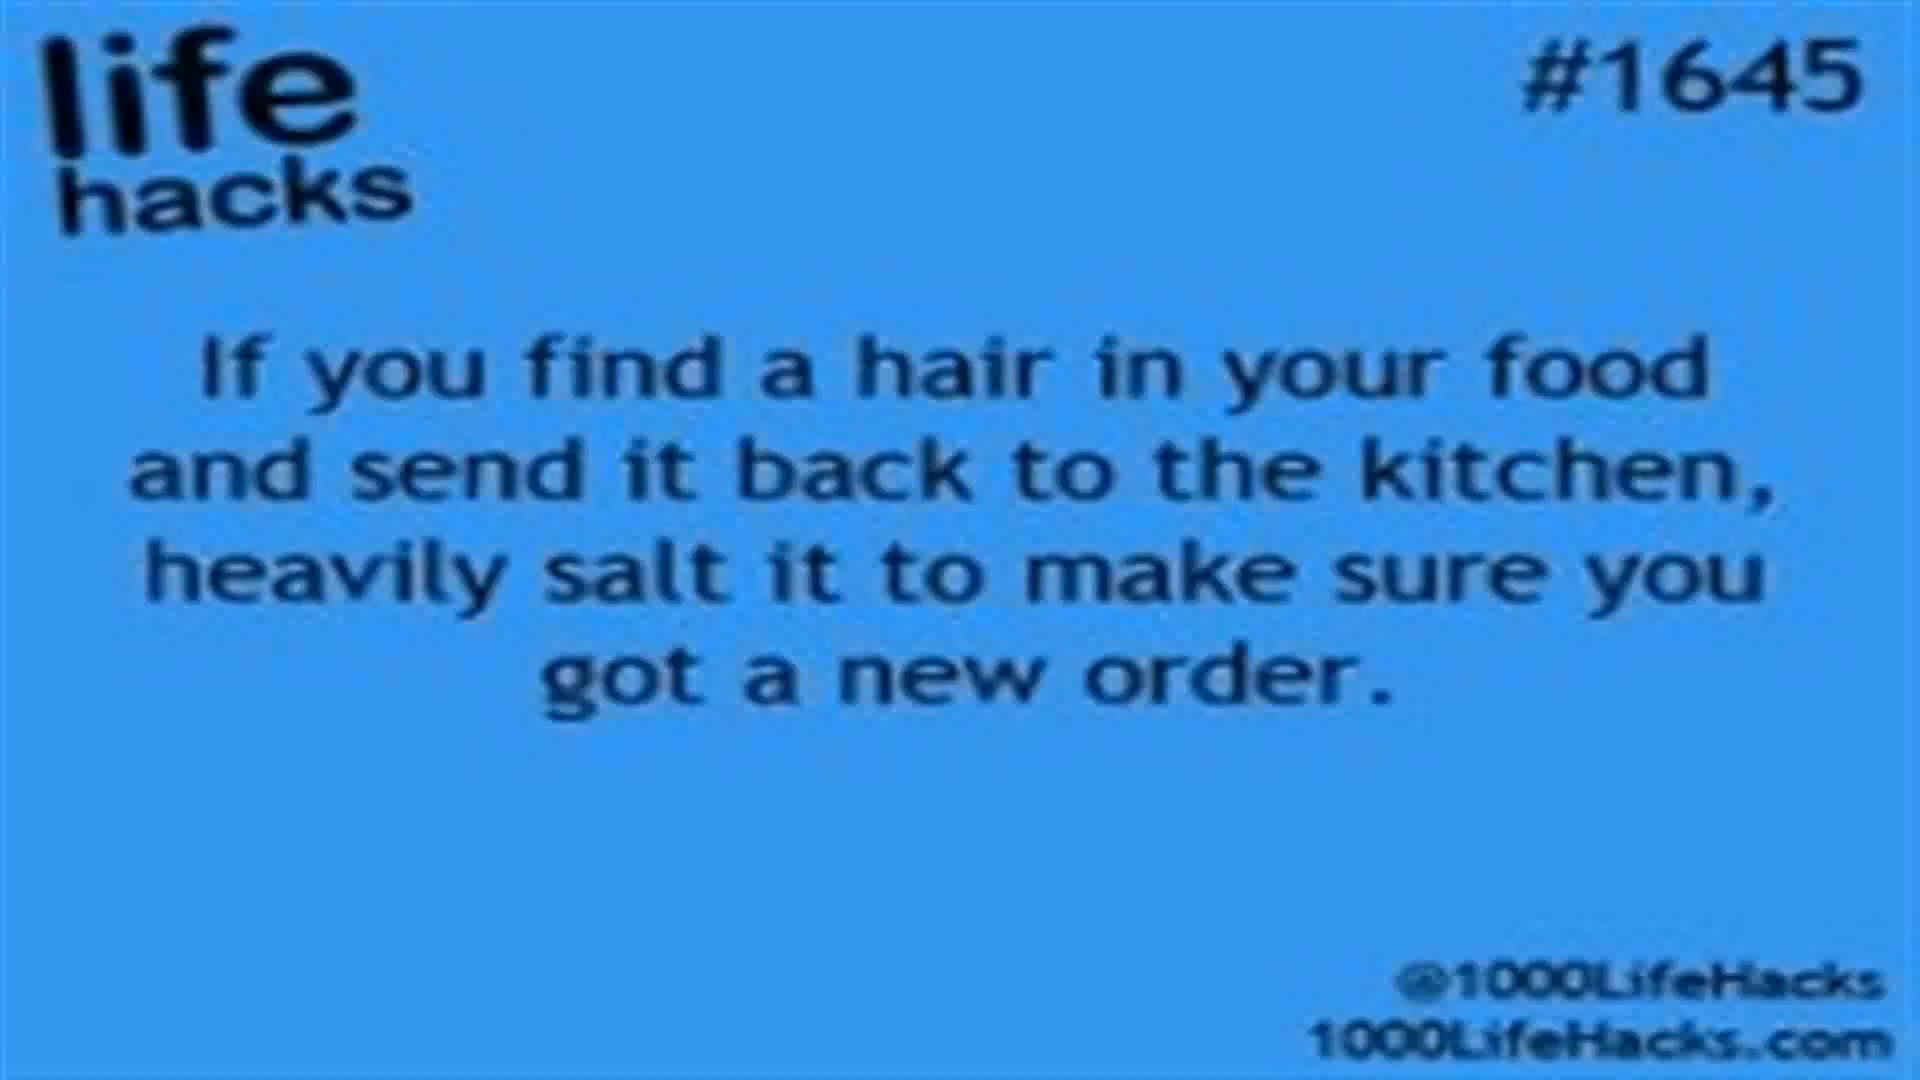 life
hacks
#1645
If you find a hair in your food
and send it back to the kitchen,
heavily salt it to make sure you
got a new order.
@1000LifeHacks
1000LifeHacks.com